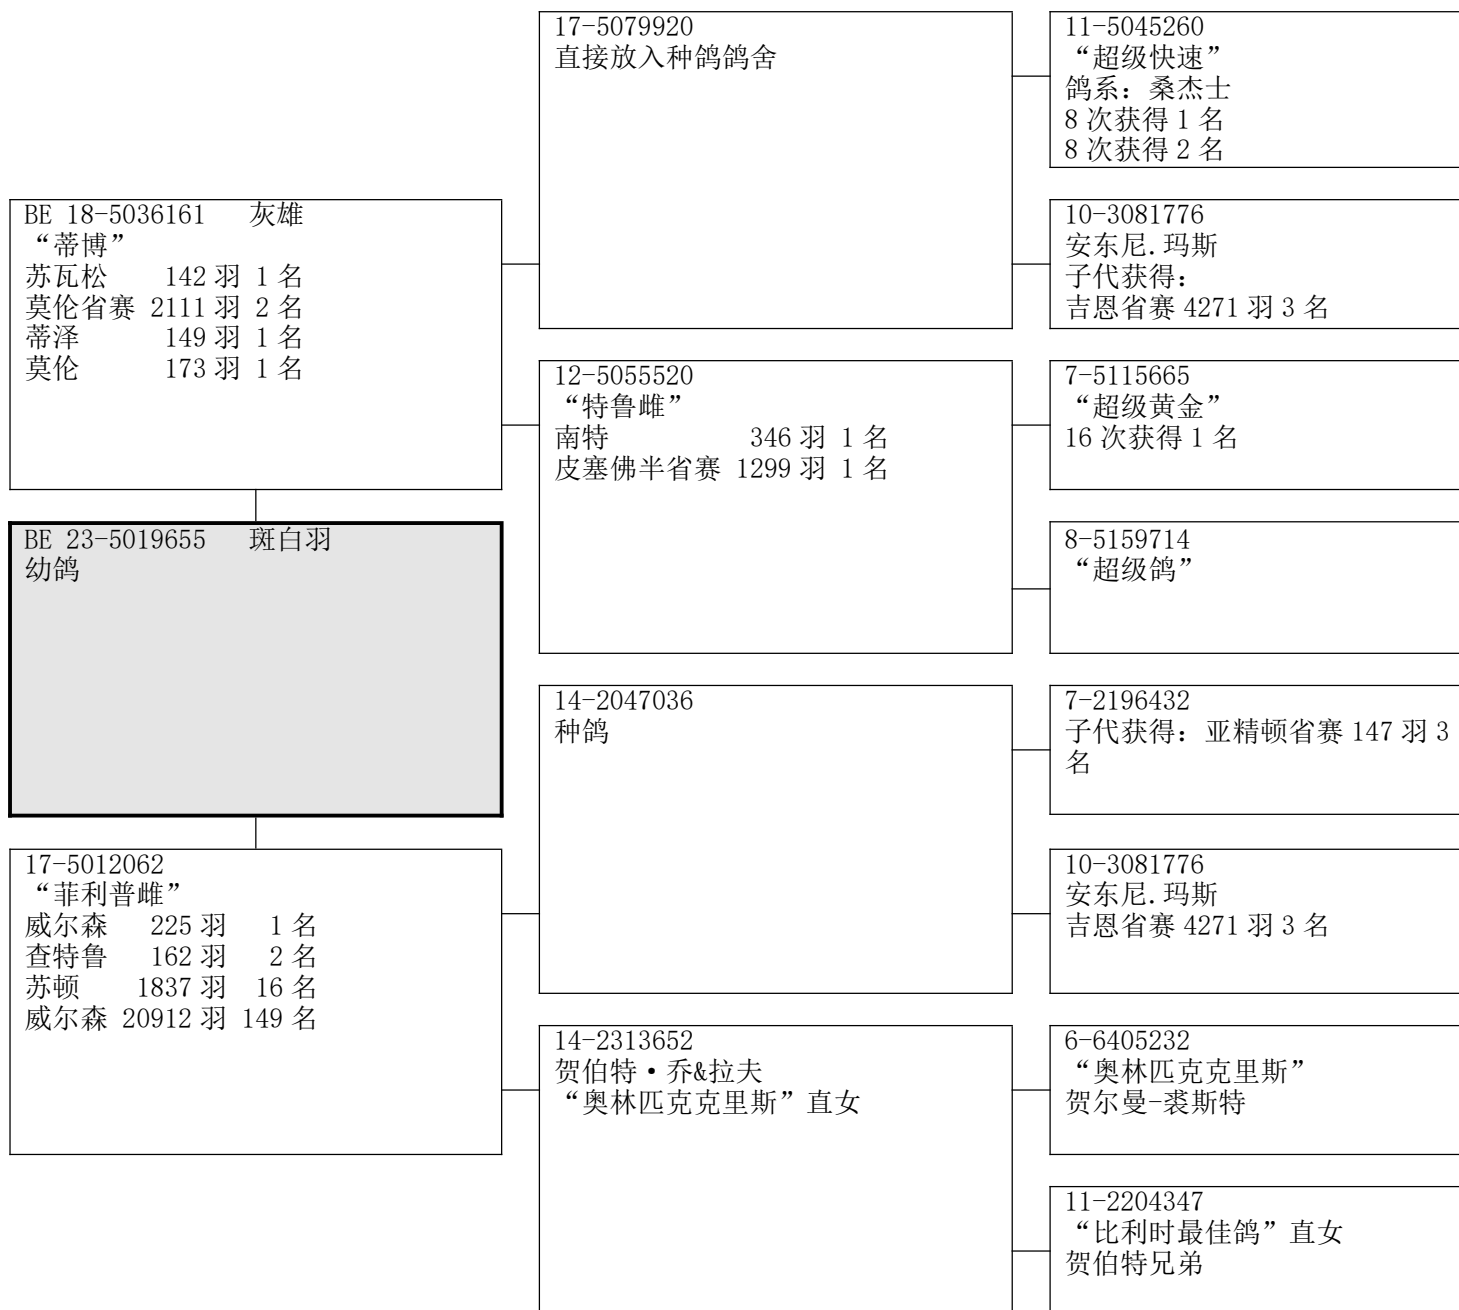 17-5079920
直接放入种鸽鸽舍
11-5045260
“超级快速”
鸽系：桑杰士
8 次获得 1 名
8 次获得 2 名
BE 18-5036161 灰雄
“蒂博”
苏瓦松 142 羽 1 名
莫伦省赛 2111 羽 2 名
蒂泽 149 羽 1 名
莫伦 173 羽 1 名
10-3081776
安东尼.玛斯
子代获得：
吉恩省赛 4271 羽 3 名
12-5055520
“特鲁雌”
南特 346 羽 1 名
皮塞佛半省赛 1299 羽 1 名
7-5115665
“超级黄金”
16 次获得 1 名
BE 23-5019655 斑白羽
幼鸽
8-5159714
“超级鸽”
14-2047036
种鸽
7-2196432
子代获得：亚精顿省赛 147 羽 3
名
17-5012062
“菲利普雌”
威尔森 225 羽 1 名
查特鲁 162 羽 2 名
苏顿 1837 羽 16 名
威尔森 20912 羽 149 名
10-3081776
安东尼.玛斯
吉恩省赛 4271 羽 3 名
14-2313652
贺伯特·乔&拉夫
“奥林匹克克里斯”直女
6-6405232
“奥林匹克克里斯”
贺尔曼-裘斯特
11-2204347
“比利时最佳鸽”直女
贺伯特兄弟